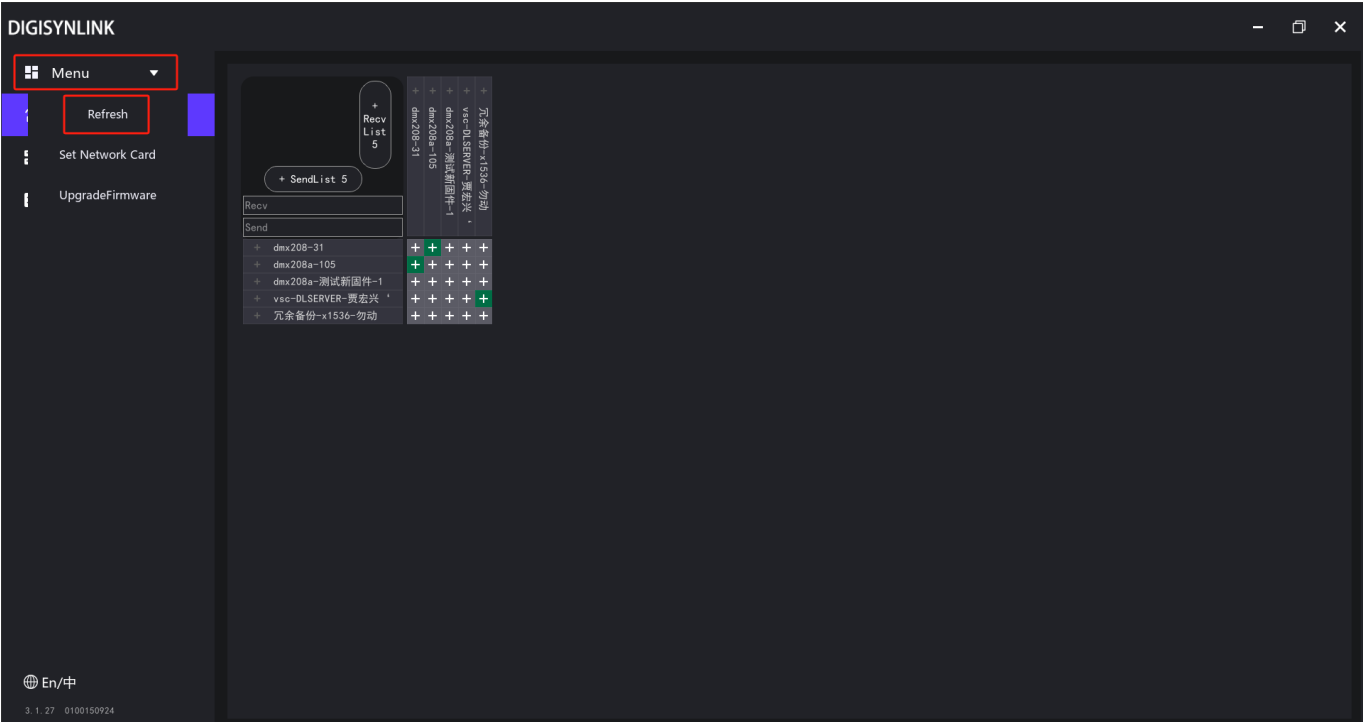 DIGISYNLINK
Menu
Refresh
Set Network Card
UpgradeFirmware
+
Recv
List
5
+ SendList 5
Recv
Send
+ dmx208-31
+ dmx208a-105
+ dmx208a-测试新固件-1
+ vsc-DLSERVER-贾宏兴 ‘
+ 冗余备份-x1536-勿动
+ dmx208-31
+ dmx208a-105
+ dmx208a-测试新固件-1
+ vsc-DLSERVER-贾宏兴 ‘
+ 冗余备份-x1536-勿动
+ + + + +
+ + + + +
+ + + + +
+ + + + +
+ + + + +
En/中
3.1.27 0100150924